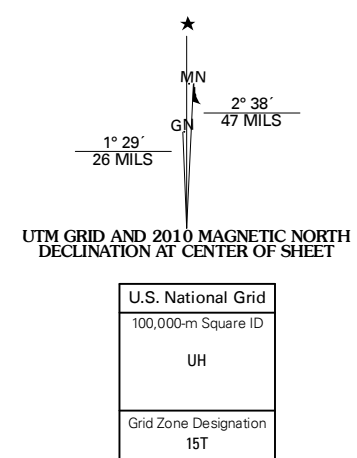 MN
GN
2° 38´
47 MILS
1° 29´
26 MILS
UTM GRID AND 2010 MAGNETIC NORTH
DECLINATION AT CENTER OF SHEET
U.S. National Grid
100,000-m Square ID
UH
Grid Zone Designation
15T